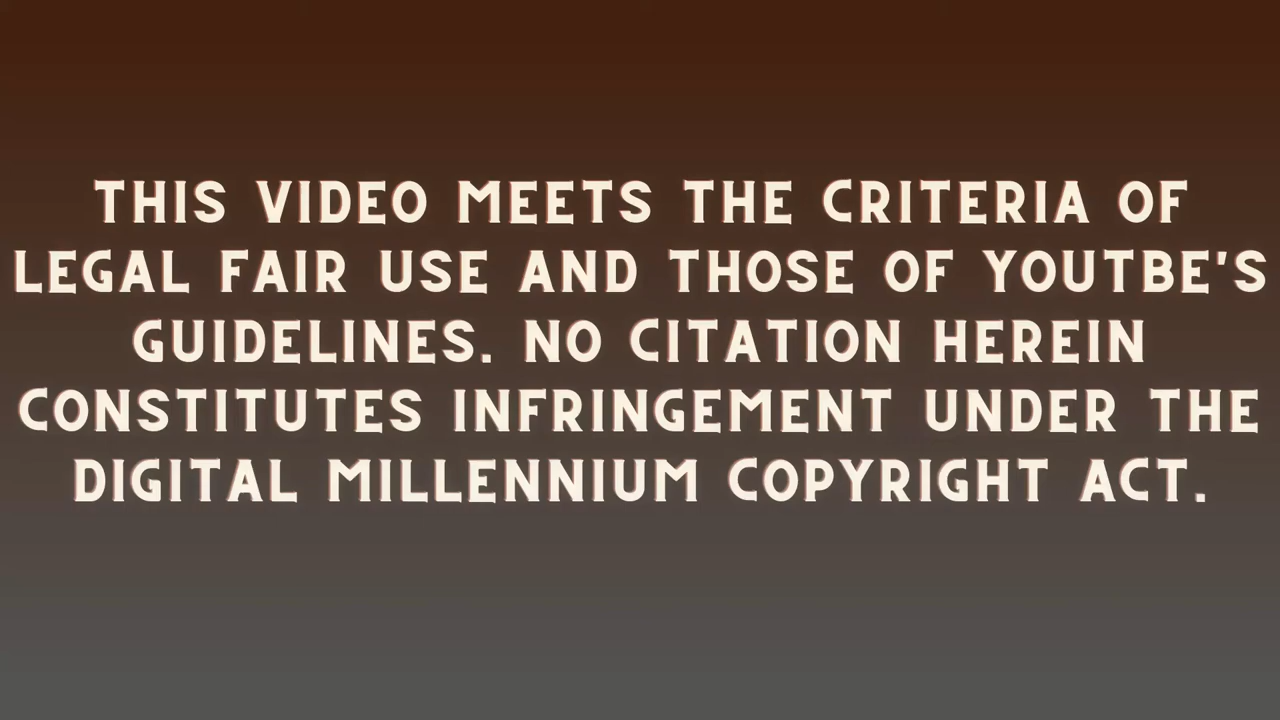 THIS VIDEO MEETS THE CRITERIA OF
LEGAL FAIR USE AND THOSE OF YOUTBE'S
GUIDELINES. NO CITATION HEREIN
CONSTITUTES INFRINGEMENT UNDER THE
DIGITAL MILLENNIUM COPYRIGHT ACT.